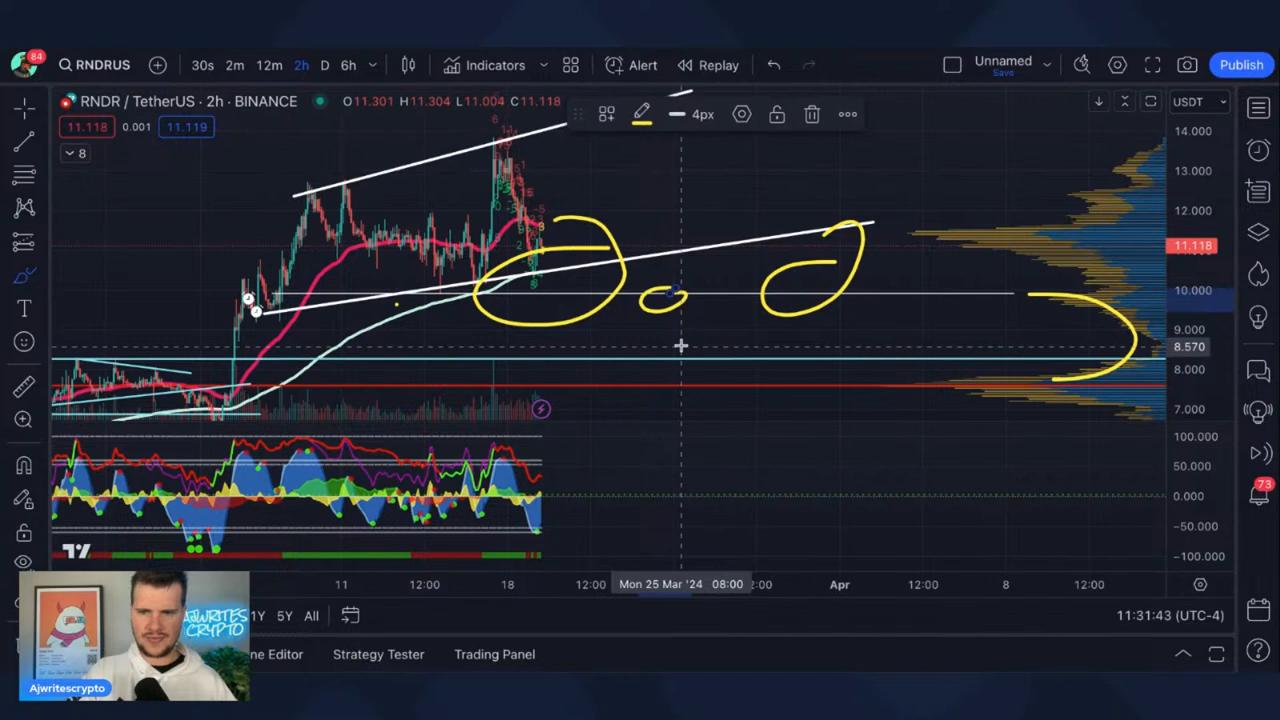 84
RNDRUS
30s 2m 12m 2h D 6h
Indicators
Alert
Replay
Unnamed
Save
Publish
RNDR / TetherUS · 2h · BINANCE
O11.301 H11.304 L11.004 C11.118
4px
USDT
11.118 0.001 11.119
8
14.000
13.000
12.000
11.118
10.000
9.000
8.570
8.000
7.000
100.000
50.000
0.000
73
-50.000
-100.000
11 12:00 18 12:00 Mon 25 Mar '24 08:00 2:00 Apr 12:00 8 12:00
1Y 5Y All
11:31:43 (UTC-4)
AJWRITES
CRYPTO
ne Editor Strategy Tester Trading Panel
Ajwritescrypto